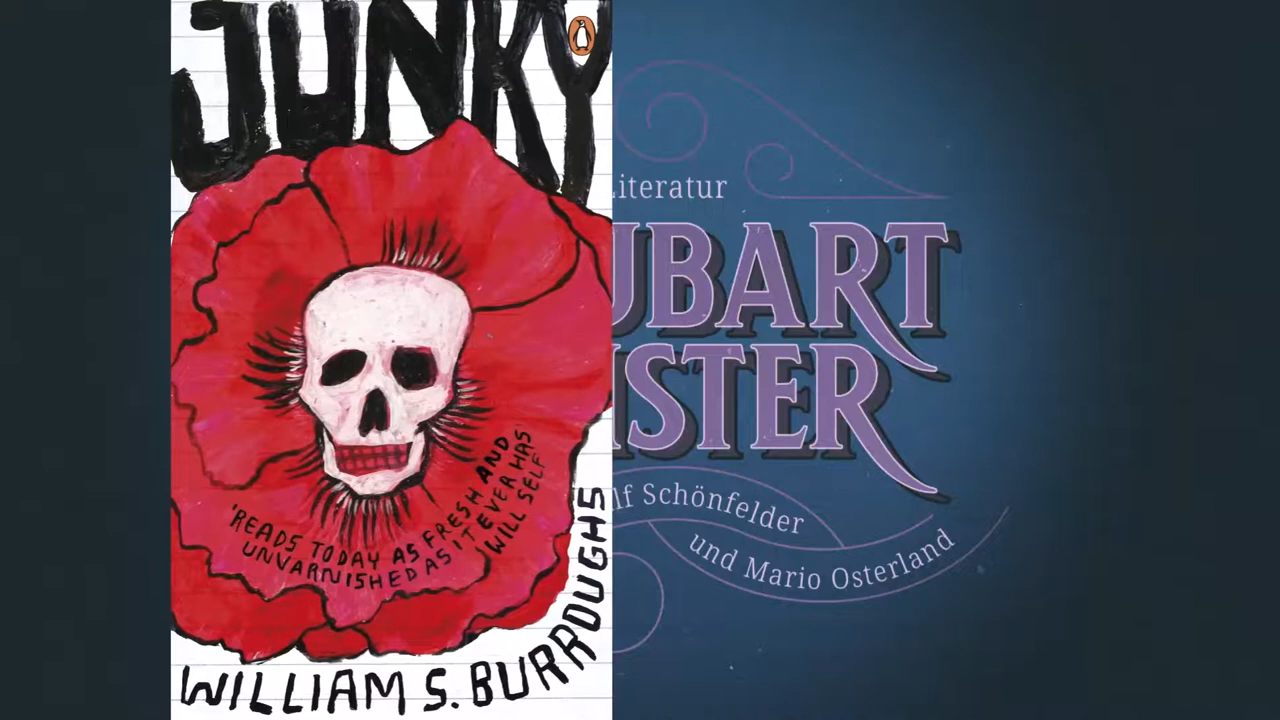 JUNKY
'READS TODAY AS FRESH AND
UNVARNISHED AS IT EVER HAS'
WILL SELF
WILLIAM S. BURROUGHS
Literatur
UBART
ISTER
lf Schönfelder
und Mario Osterland